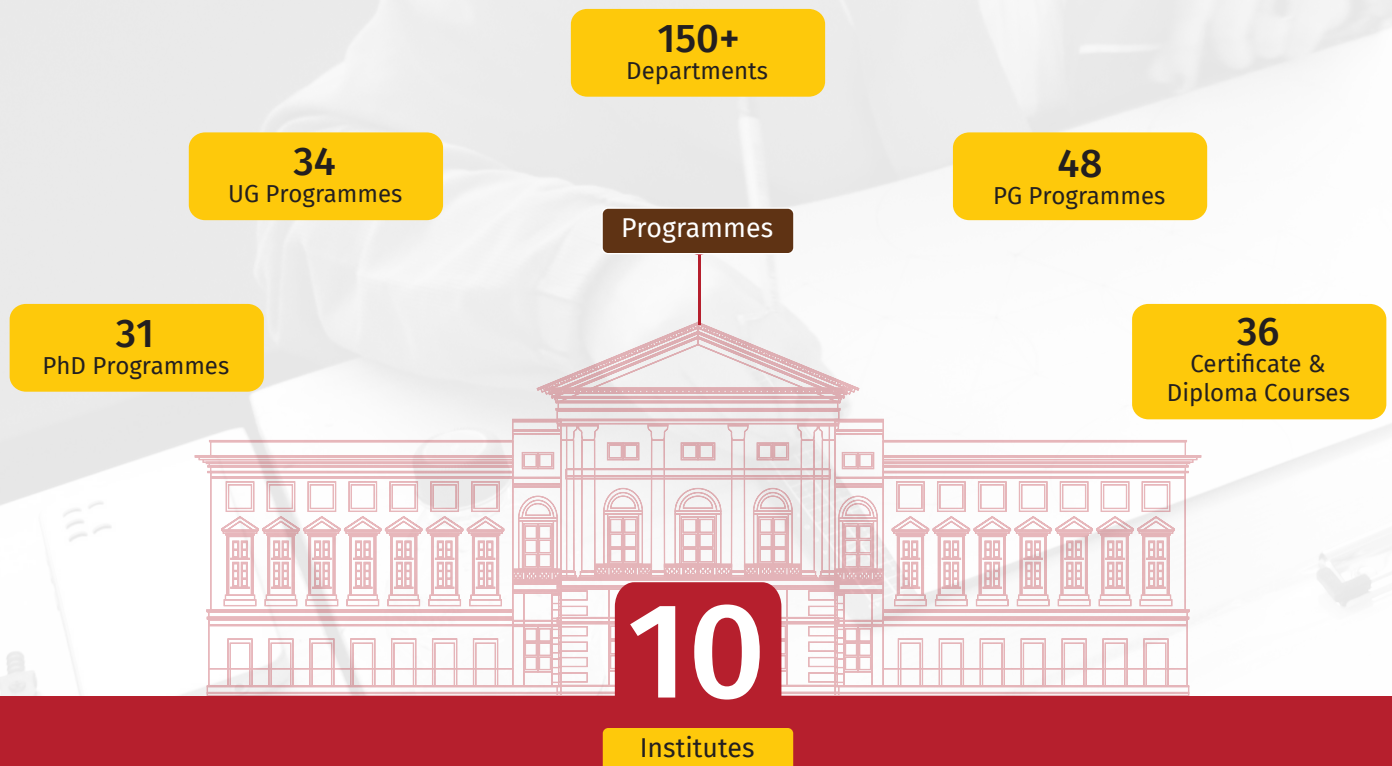 150+
Departments
34
UG Programmes
48
PG Programmes
Programmes
31
PhD Programmes
36
Certificate &
Diploma Courses
10
Institutes